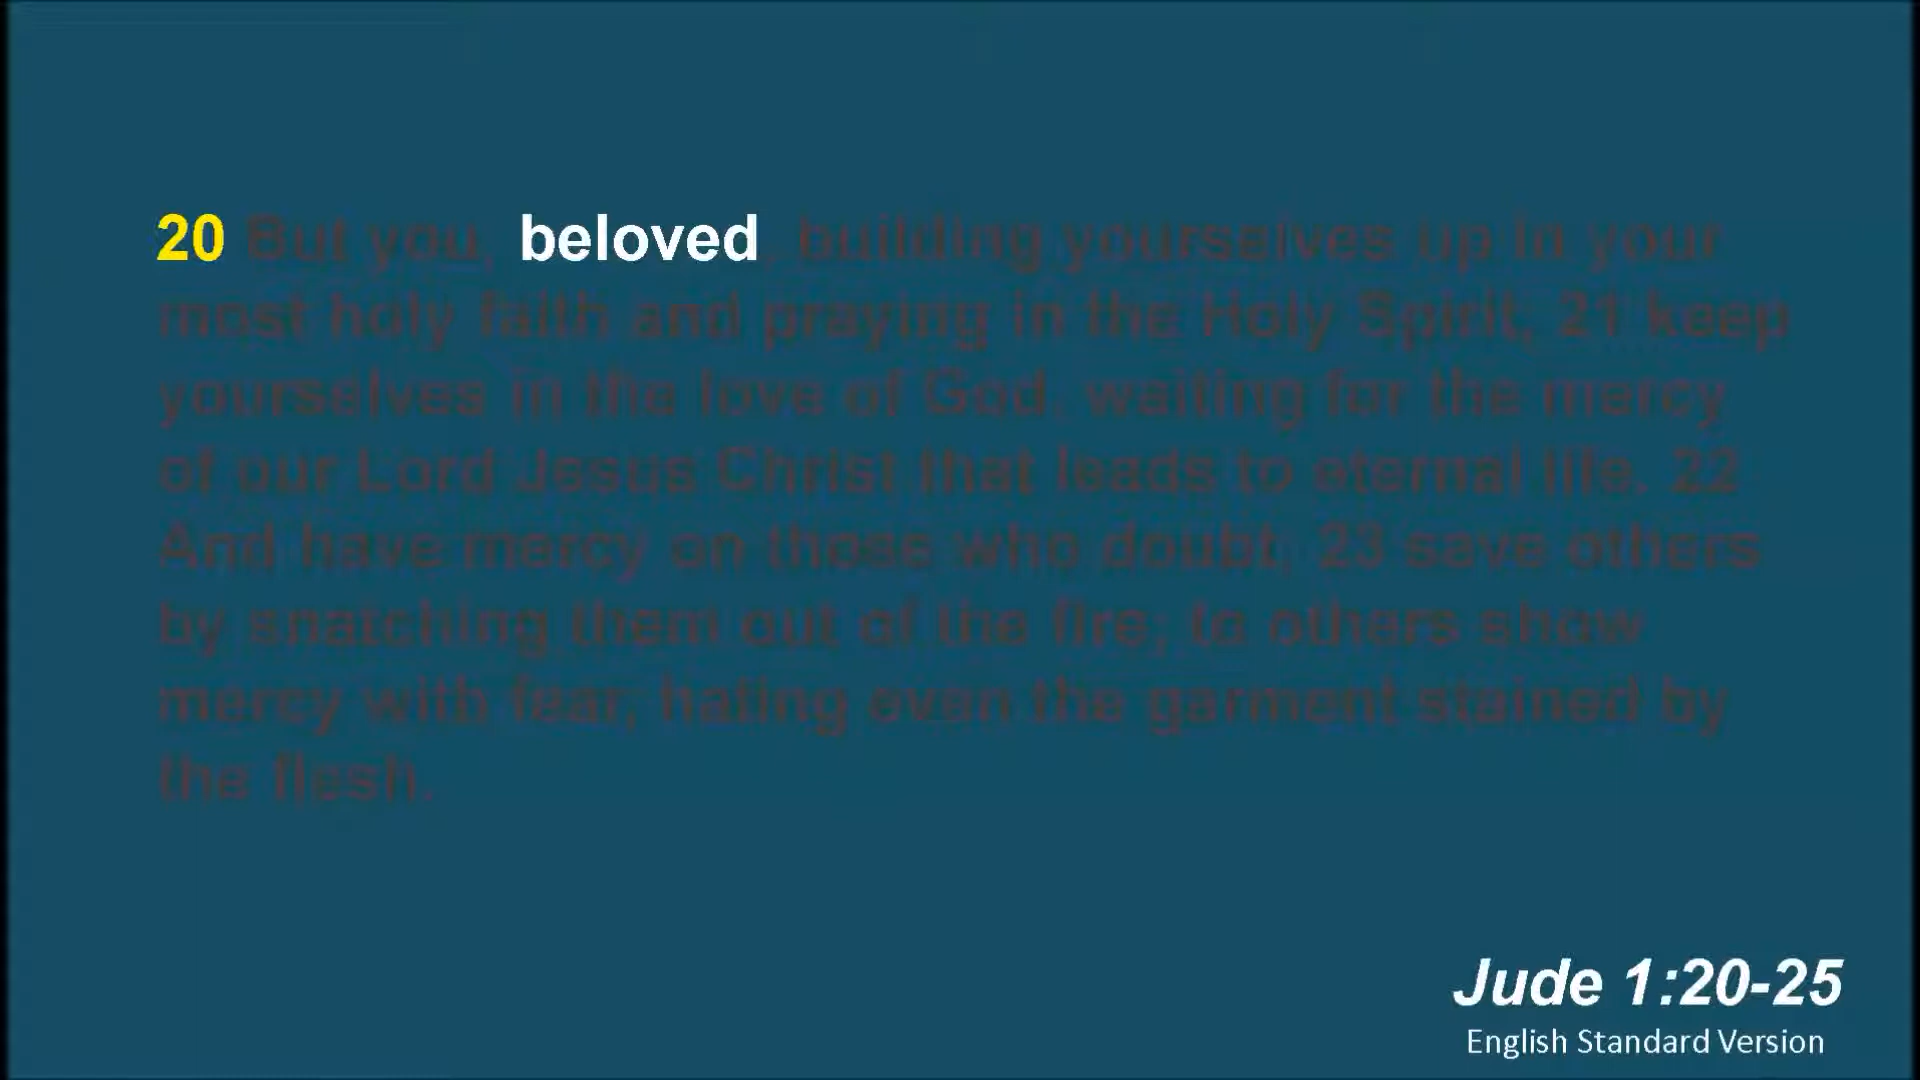 20 But you, beloved, building yourselves up in your
most holy faith and praying in the Holy Spirit, 21 keep
yourselves in the love of God, waiting for the mercy
of our Lord Jesus Christ that leads to eternal life. 22
And have mercy on those who doubt; 23 save others
by snatching them out of the fire; to others show
mercy with fear, hating even the garment stained by
the flesh.
Jude 1:20-25
English Standard Version